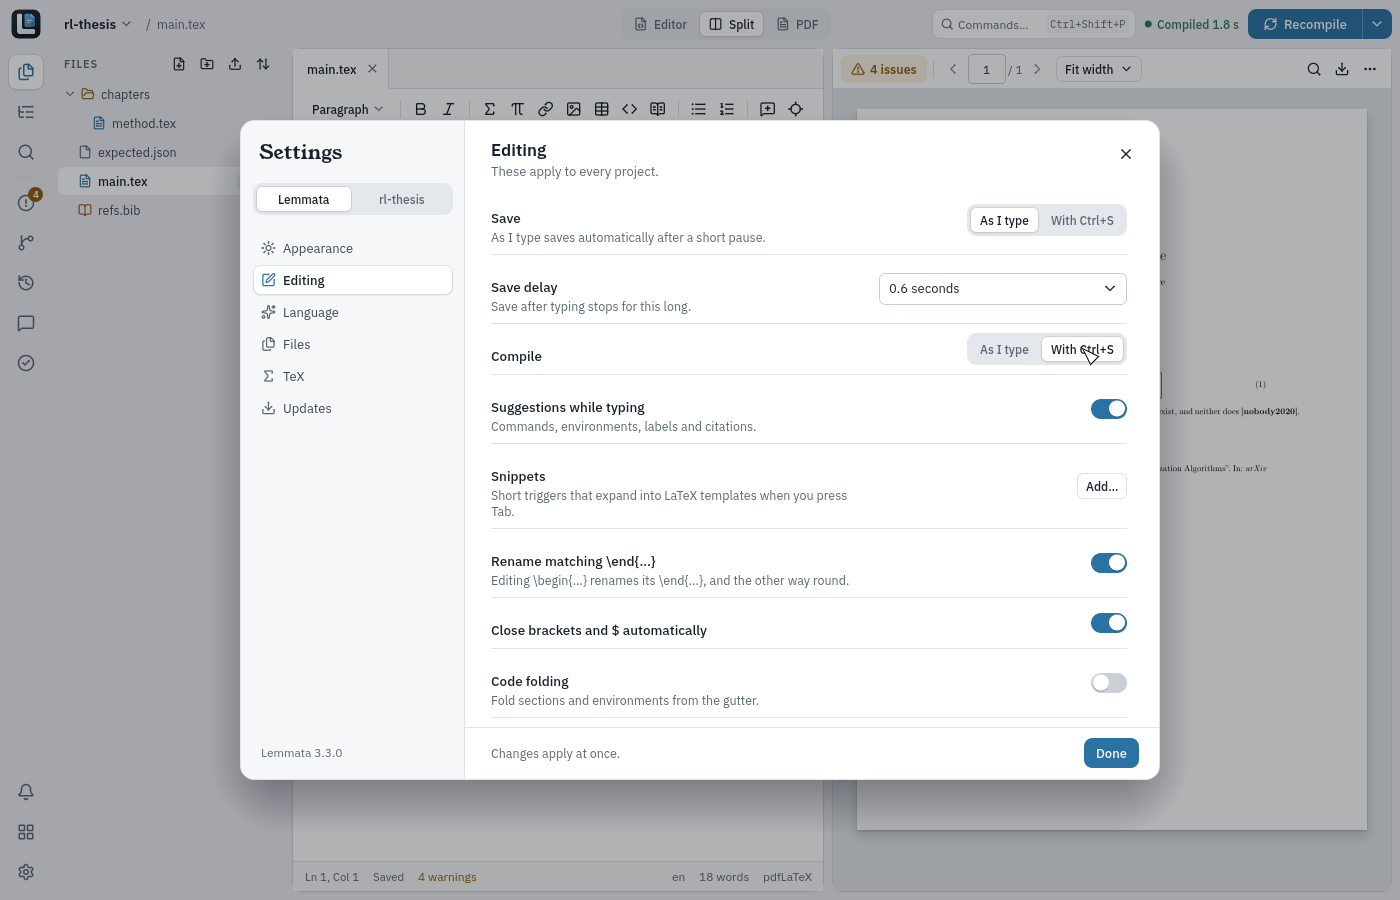 rl-thesis / main.tex
Editor Split PDF
Commands... Ctrl+Shift+P
Compiled 1.8 s
Recompile
FILES
chapters
method.tex
expected.json
main.tex
refs.bib
4
main.tex
Paragraph
4 issues
1 / 1
Fit width
Settings
Lemmata rl-thesis
Appearance
Editing
Language
Files
TeX
Updates
Lemmata 3.3.0
Editing
These apply to every project.
Save
As I type saves automatically after a short pause.
As I type With Ctrl+S
Save delay
Save after typing stops for this long.
0.6 seconds
Compile
As I type With Ctrl+S
Suggestions while typing
Commands, environments, labels and citations.
Snippets
Short triggers that expand into LaTeX templates when you press
Tab.
Add...
Rename matching \end{...}
Editing \begin{...} renames its \end{...}, and the other way round.
Close brackets and $ automatically
Code folding
Fold sections and environments from the gutter.
Changes apply at once.
Done
(1)
exist, and neither does [nobody2020].
uation Algorithms”. In: arXiv
Ln 1, Col 1 Saved 4 warnings
en 18 words pdfLaTeX